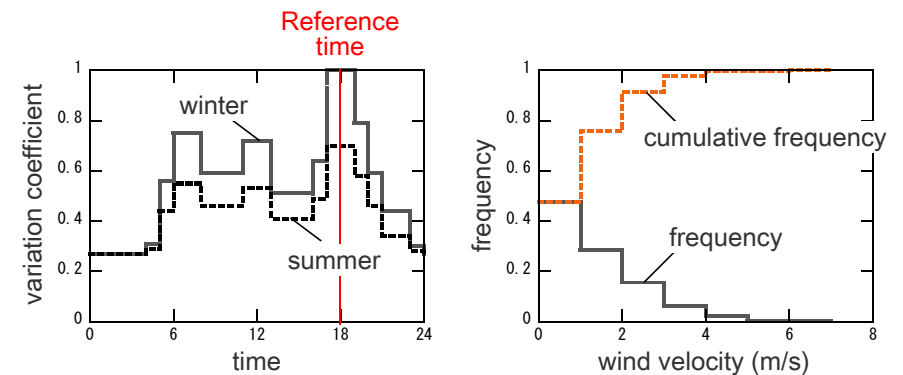 Reference
time
variation coefficient
1
0.8
0.6
0.4
0.2
0
winter
summer
0
6
12
18
24
time
frequency
1
0.8
0.6
0.4
0.2
0
cumulative frequency
frequency
0
2
4
6
8
wind velocity (m/s)